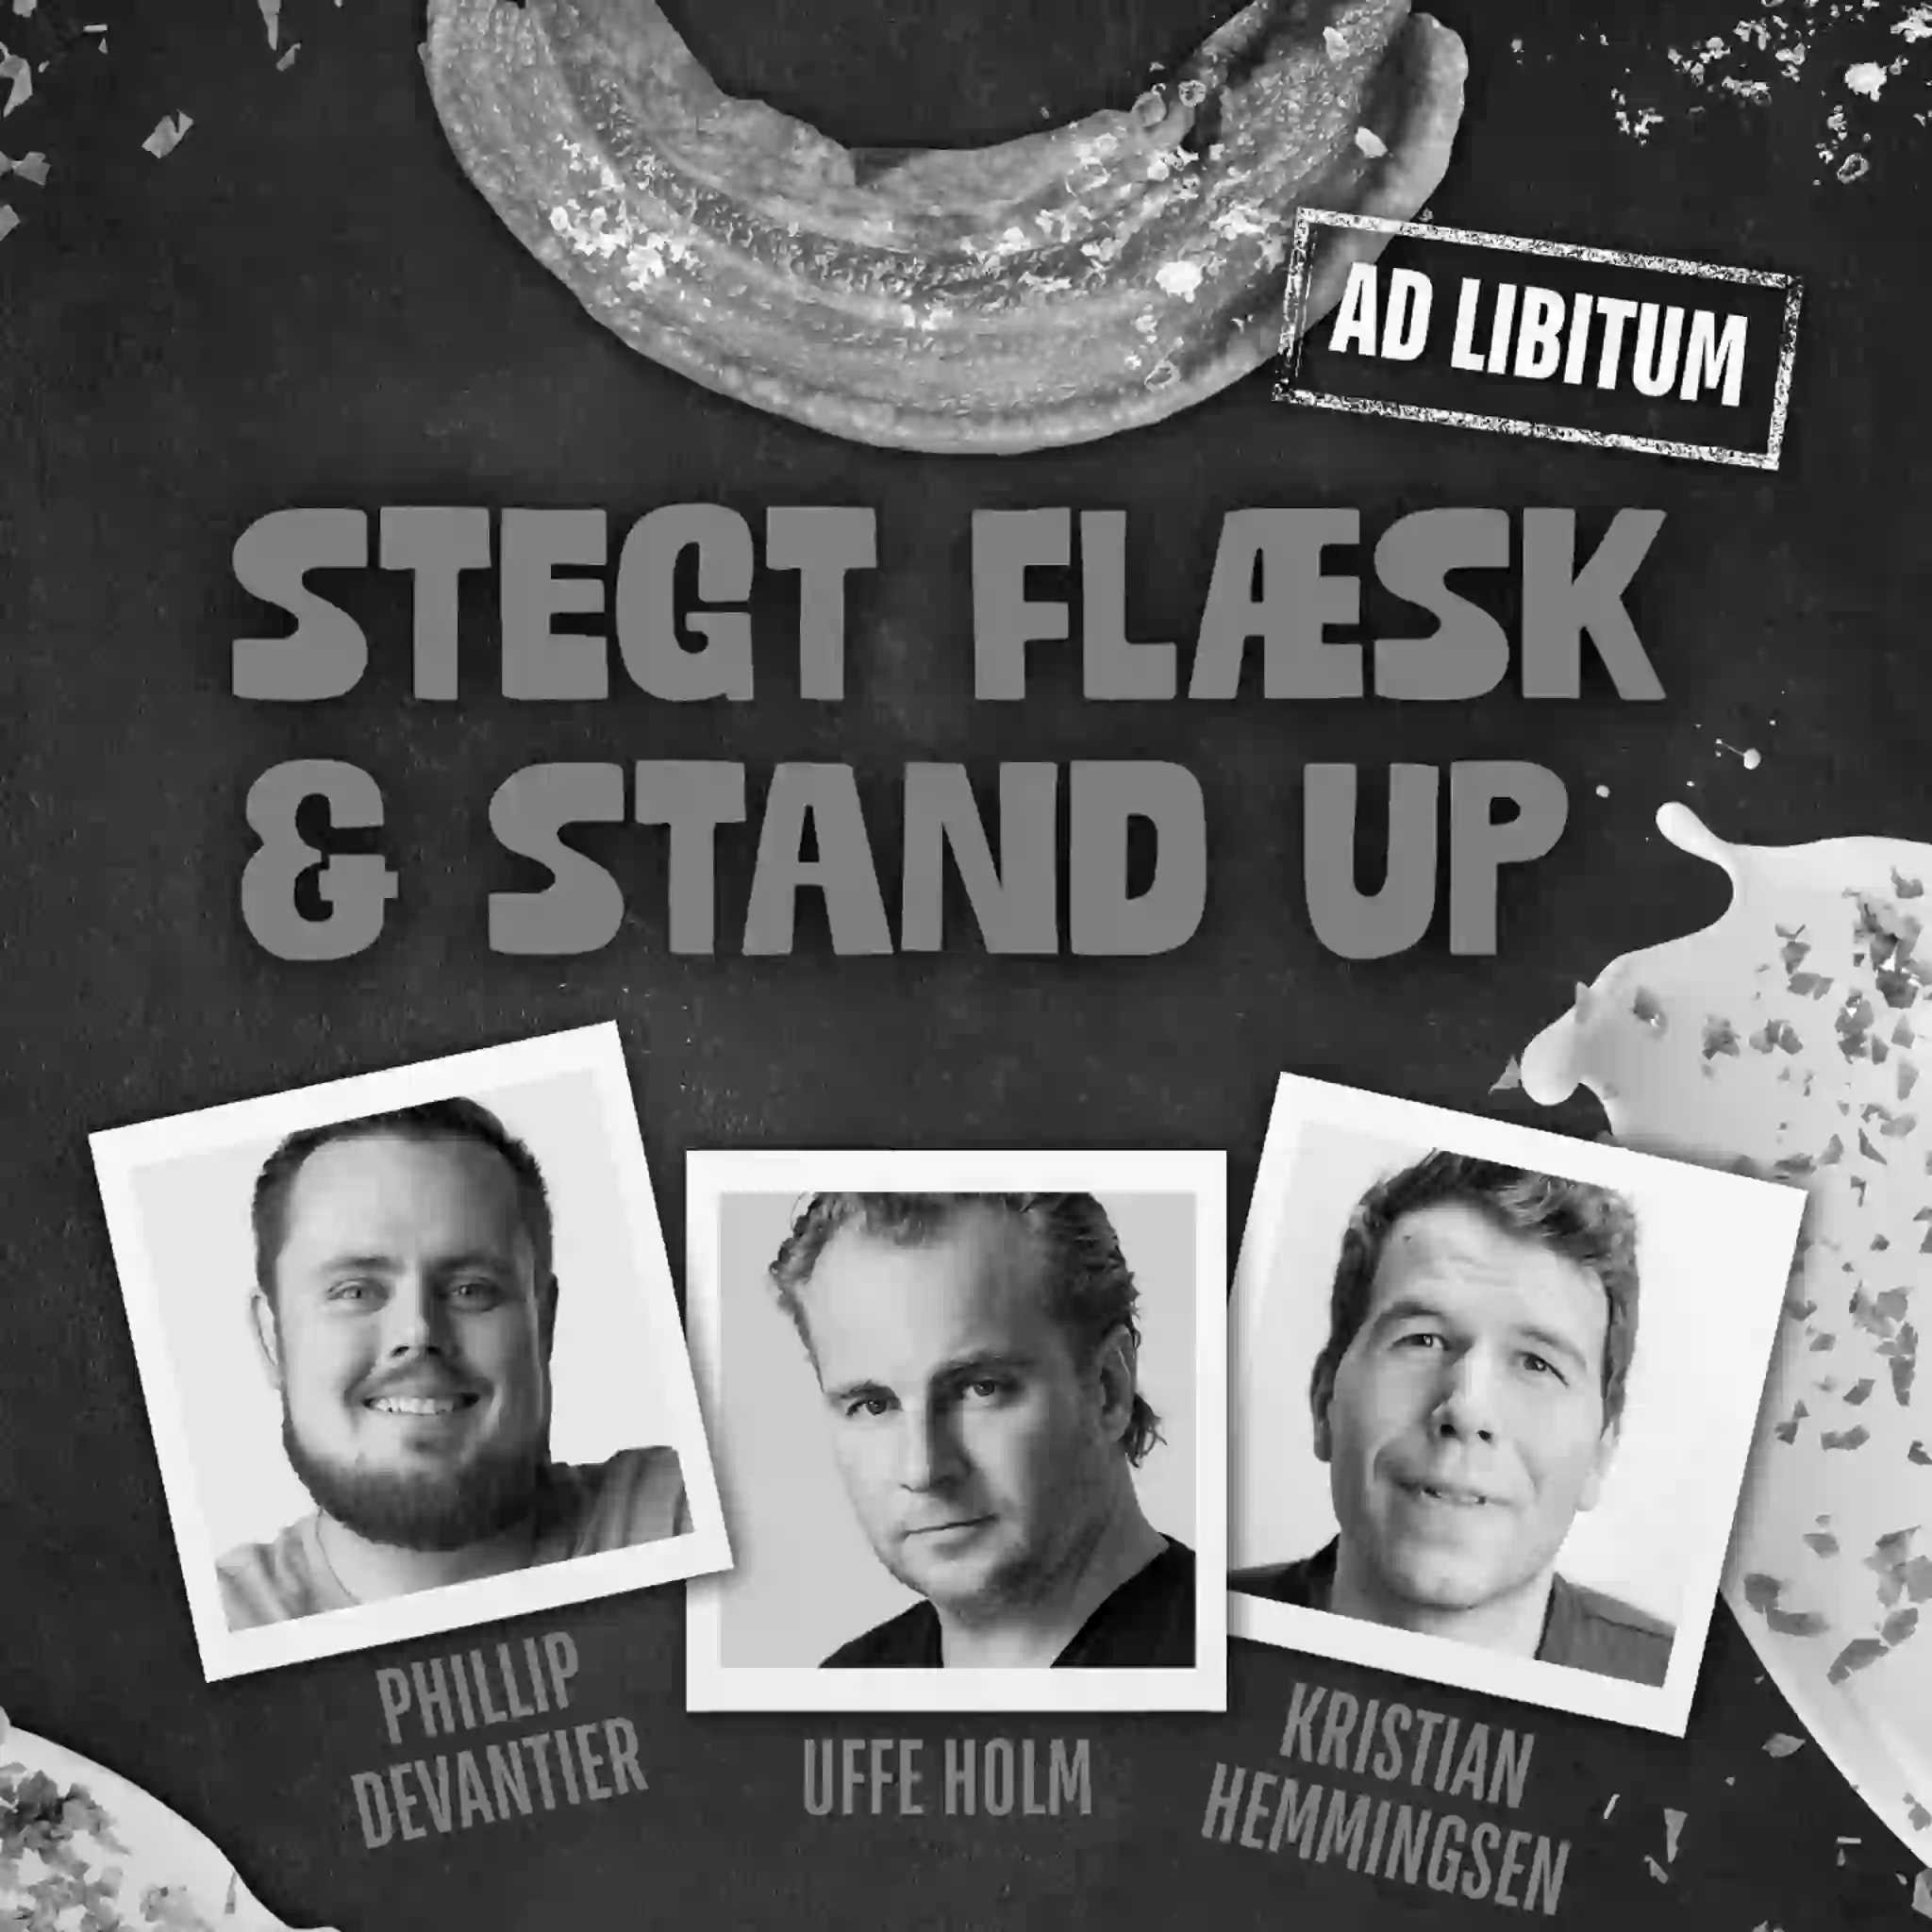 AD LIBITUM
STEGT FLÆSK
& STAND UP
PHILLIP
DEVANTIER
UFFE HOLM
KRISTIAN
HEMMINGSEN